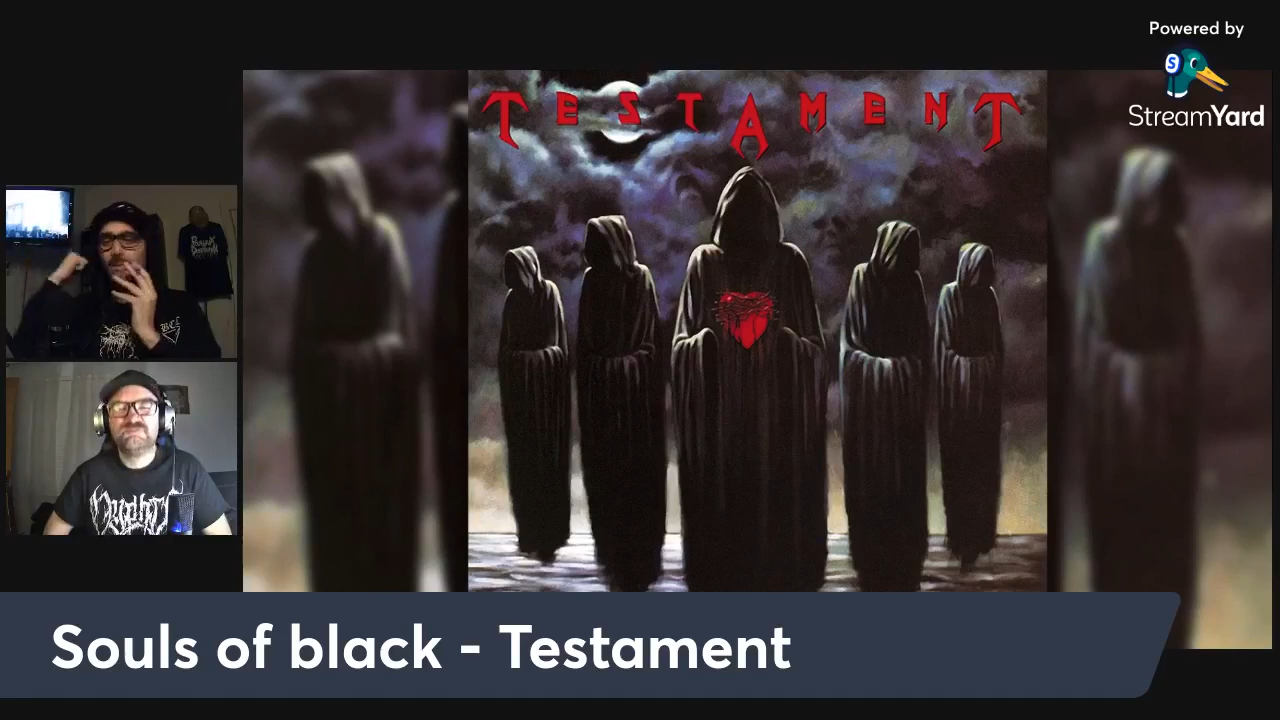 Powered by
S
StreamYard
TESTAMENT
Souls of black - Testament